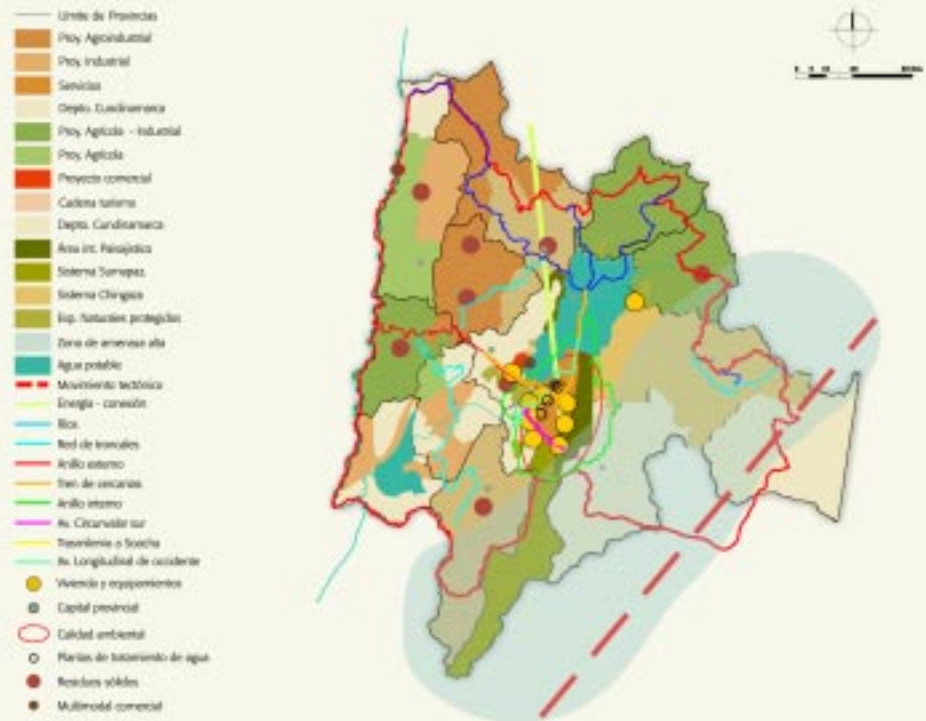 Límite de Provincias
Proy. Agroindustrial
Proy. Industrial
Servicios
Depto. Cundinamarca
Proy. Agrícola - Industrial
Proy. Agrícola
Proyecto comercial
Cadena turismo
Depto. Cundinamarca
Área int. Paisajístico
Sistema Sumapaz
Sistema Chingaza
Esp. Naturales protegidos
Zona de amenaza alta
Agua potable
Movimiento tectónico
Energía - conexión
Ríos
Red de troncales
Anillo externo
Tren de cercanías
Anillo interno
Av. Circunvalar sur
Transmilenio a Soacha
Av. Longitudinal de occidente
Vivienda y equipamientos
Capital provincial
Calidad ambiental
Plantas de tratamiento de agua
Residuos sólidos
Multimodal comercial